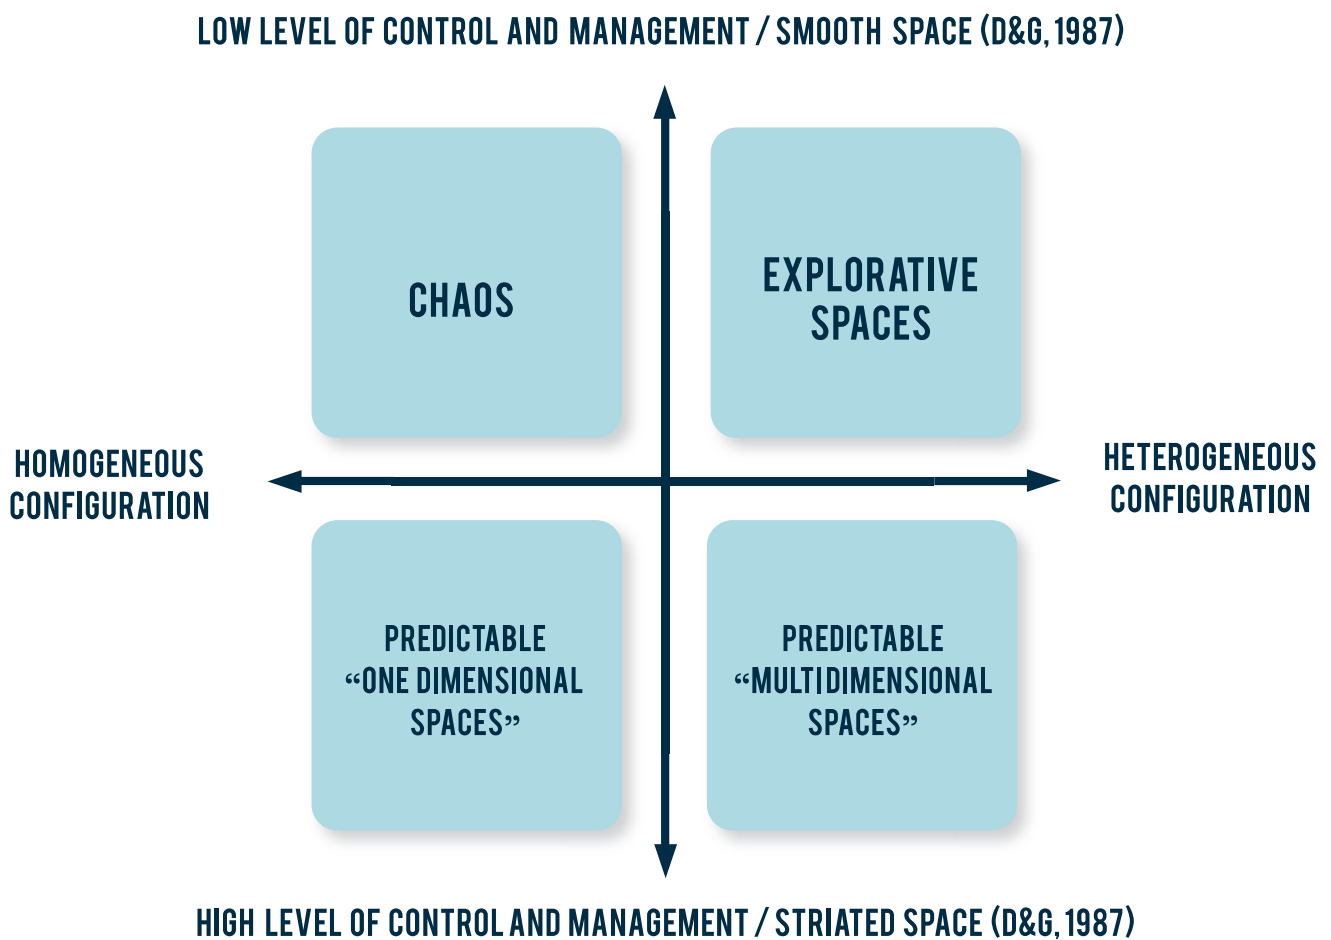 LOW LEVEL OF CONTROL AND MANAGEMENT / SMOOTH SPACE (D&G, 1987)
CHAOS
EXPLORATIVE
SPACES
HOMOGENEOUS
CONFIGURATION
HETEROGENEOUS
CONFIGURATION
PREDICTABLE
“ONE DIMENSIONAL
SPACES”
PREDICTABLE
“MULTIDIMENSIONAL
SPACES”
HIGH LEVEL OF CONTROL AND MANAGEMENT / STRIATED SPACE (D&G, 1987)